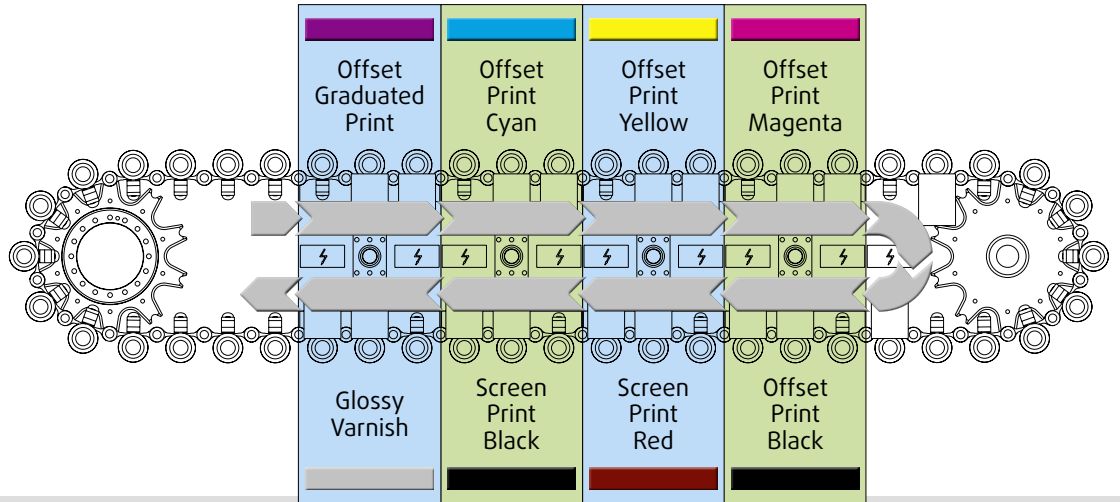 Offset
Graduated
Print
Offset
Print
Cyan
Offset
Print
Yellow
Offset
Print
Magenta
Glossy
Varnish
Screen
Print
Black
Screen
Print
Red
Offset
Print
Black